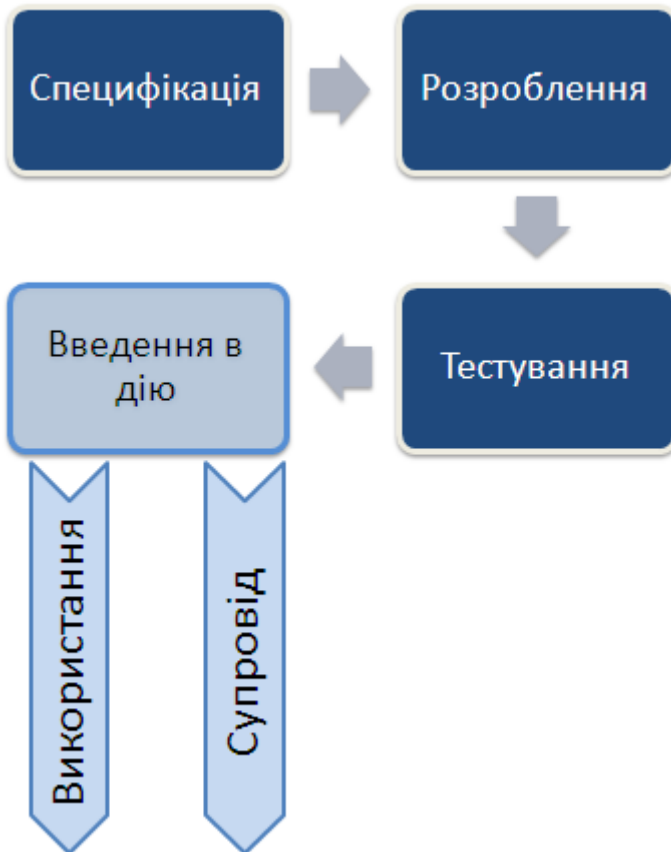 Специфікація
Розроблення
Введення в
дію
Тестування
Використання
Супровід